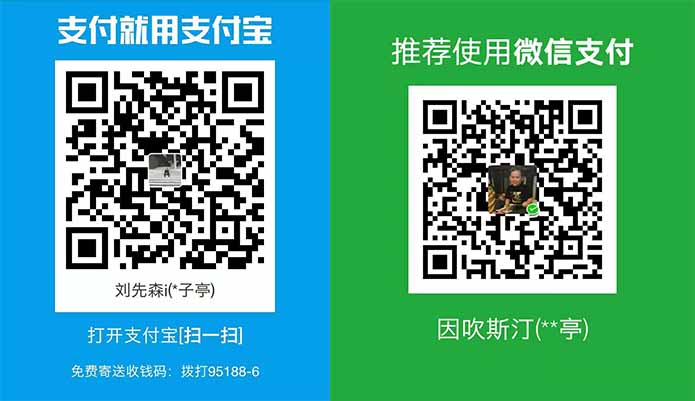 支付就用支付宝
刘先森i(*子亭)
打开支付宝[扫一扫]
免费寄送收钱码：拨打95188-6
推荐使用微信支付
因吹斯汀(**亭)